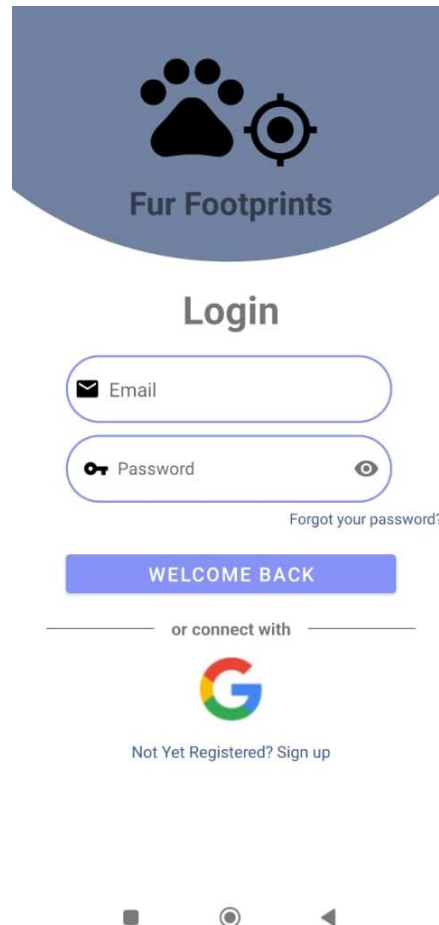 Fur Footprints
Login
Email
Password
Forgot your password?
WELCOME BACK
or connect with
Not Yet Registered? Sign up